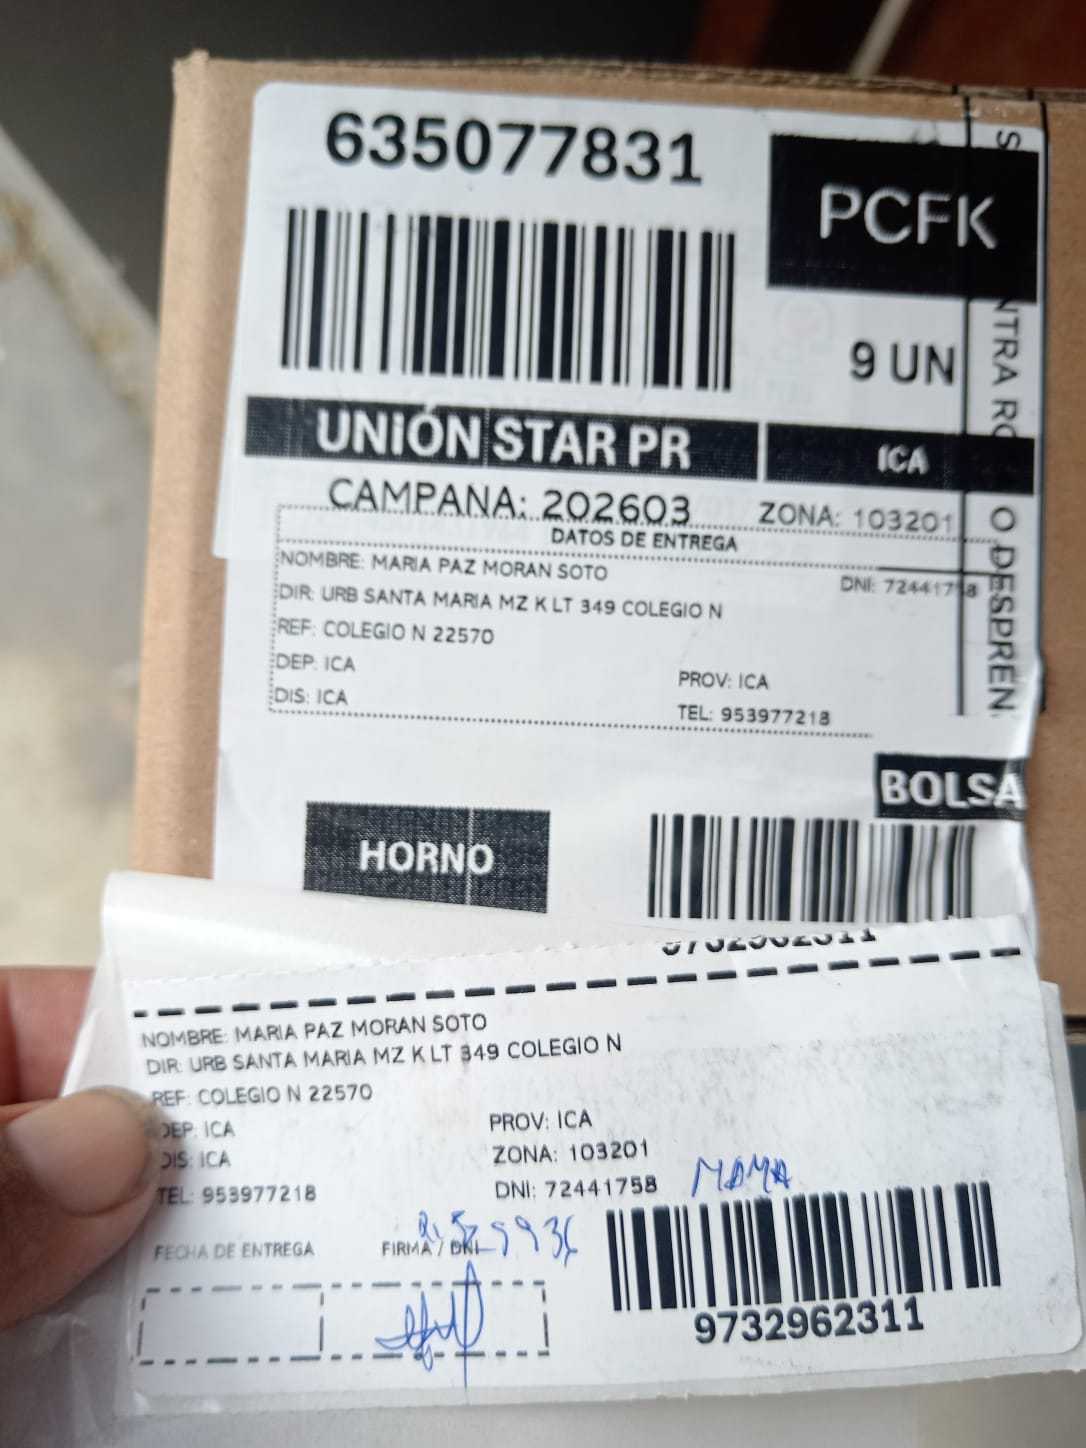 635077831
PCFK
9 UN
UNIÓN STAR PR
ICA
CAMPANA: 202603
ZONA: 103201
DATOS DE ENTREGA
NOMBRE: MARIA PAZ MORAN SOTO
DNI: 72441758
DIR: URB SANTA MARIA MZ K LT 349 COLEGIO N
REF: COLEGIO N 22570
DEP: ICA
PROV: ICA
DIS: ICA
TEL: 953977218
BOLSA
HORNO
9732962311
NOMBRE: MARIA PAZ MORAN SOTO
DIR: URB SANTA MARIA MZ K LT 349 COLEGIO N
REF: COLEGIO N 22570
DEP: ICA
PROV: ICA
DIS: ICA
ZONA: 103201
TEL: 953977218
DNI: 72441758
MAMA
FECHA DE ENTREGA
FIRMA / DNI
9732962311
O DESPREN